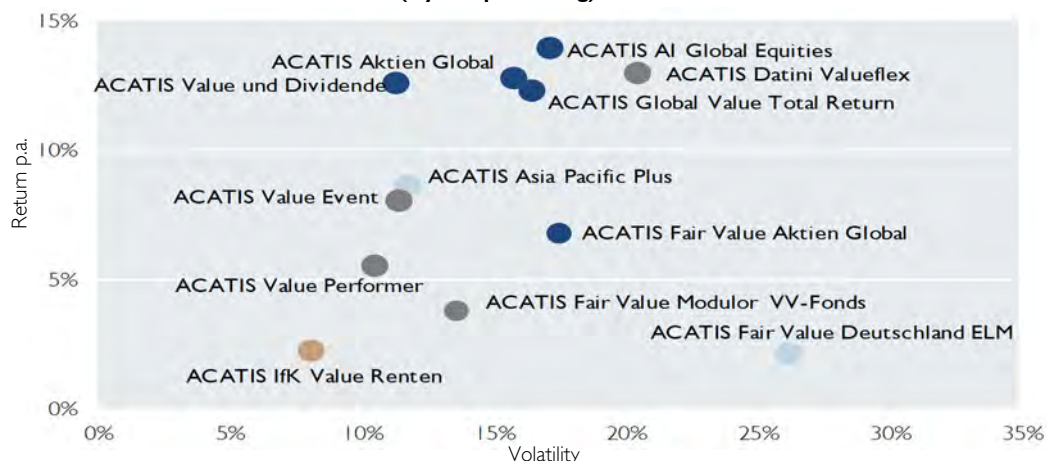 15%
ACATIS AI Global Equities
ACATIS Aktien Global
ACATIS Datini Valueflex
ACATIS Value und Dividende
ACATIS Global Value Total Return
Return p.a.
10%
ACATIS Asia Pacific Plus
ACATIS Value Event
ACATIS Fair Value Aktien Global
5%
ACATIS Value Performer
ACATIS Fair Value Modulor VV-Fonds
ACATIS Fair Value Deutschland ELM
ACATIS IfK Value Renten
0%
0% 5% 10% 15% 20% 25% 30% 35%
Volatility